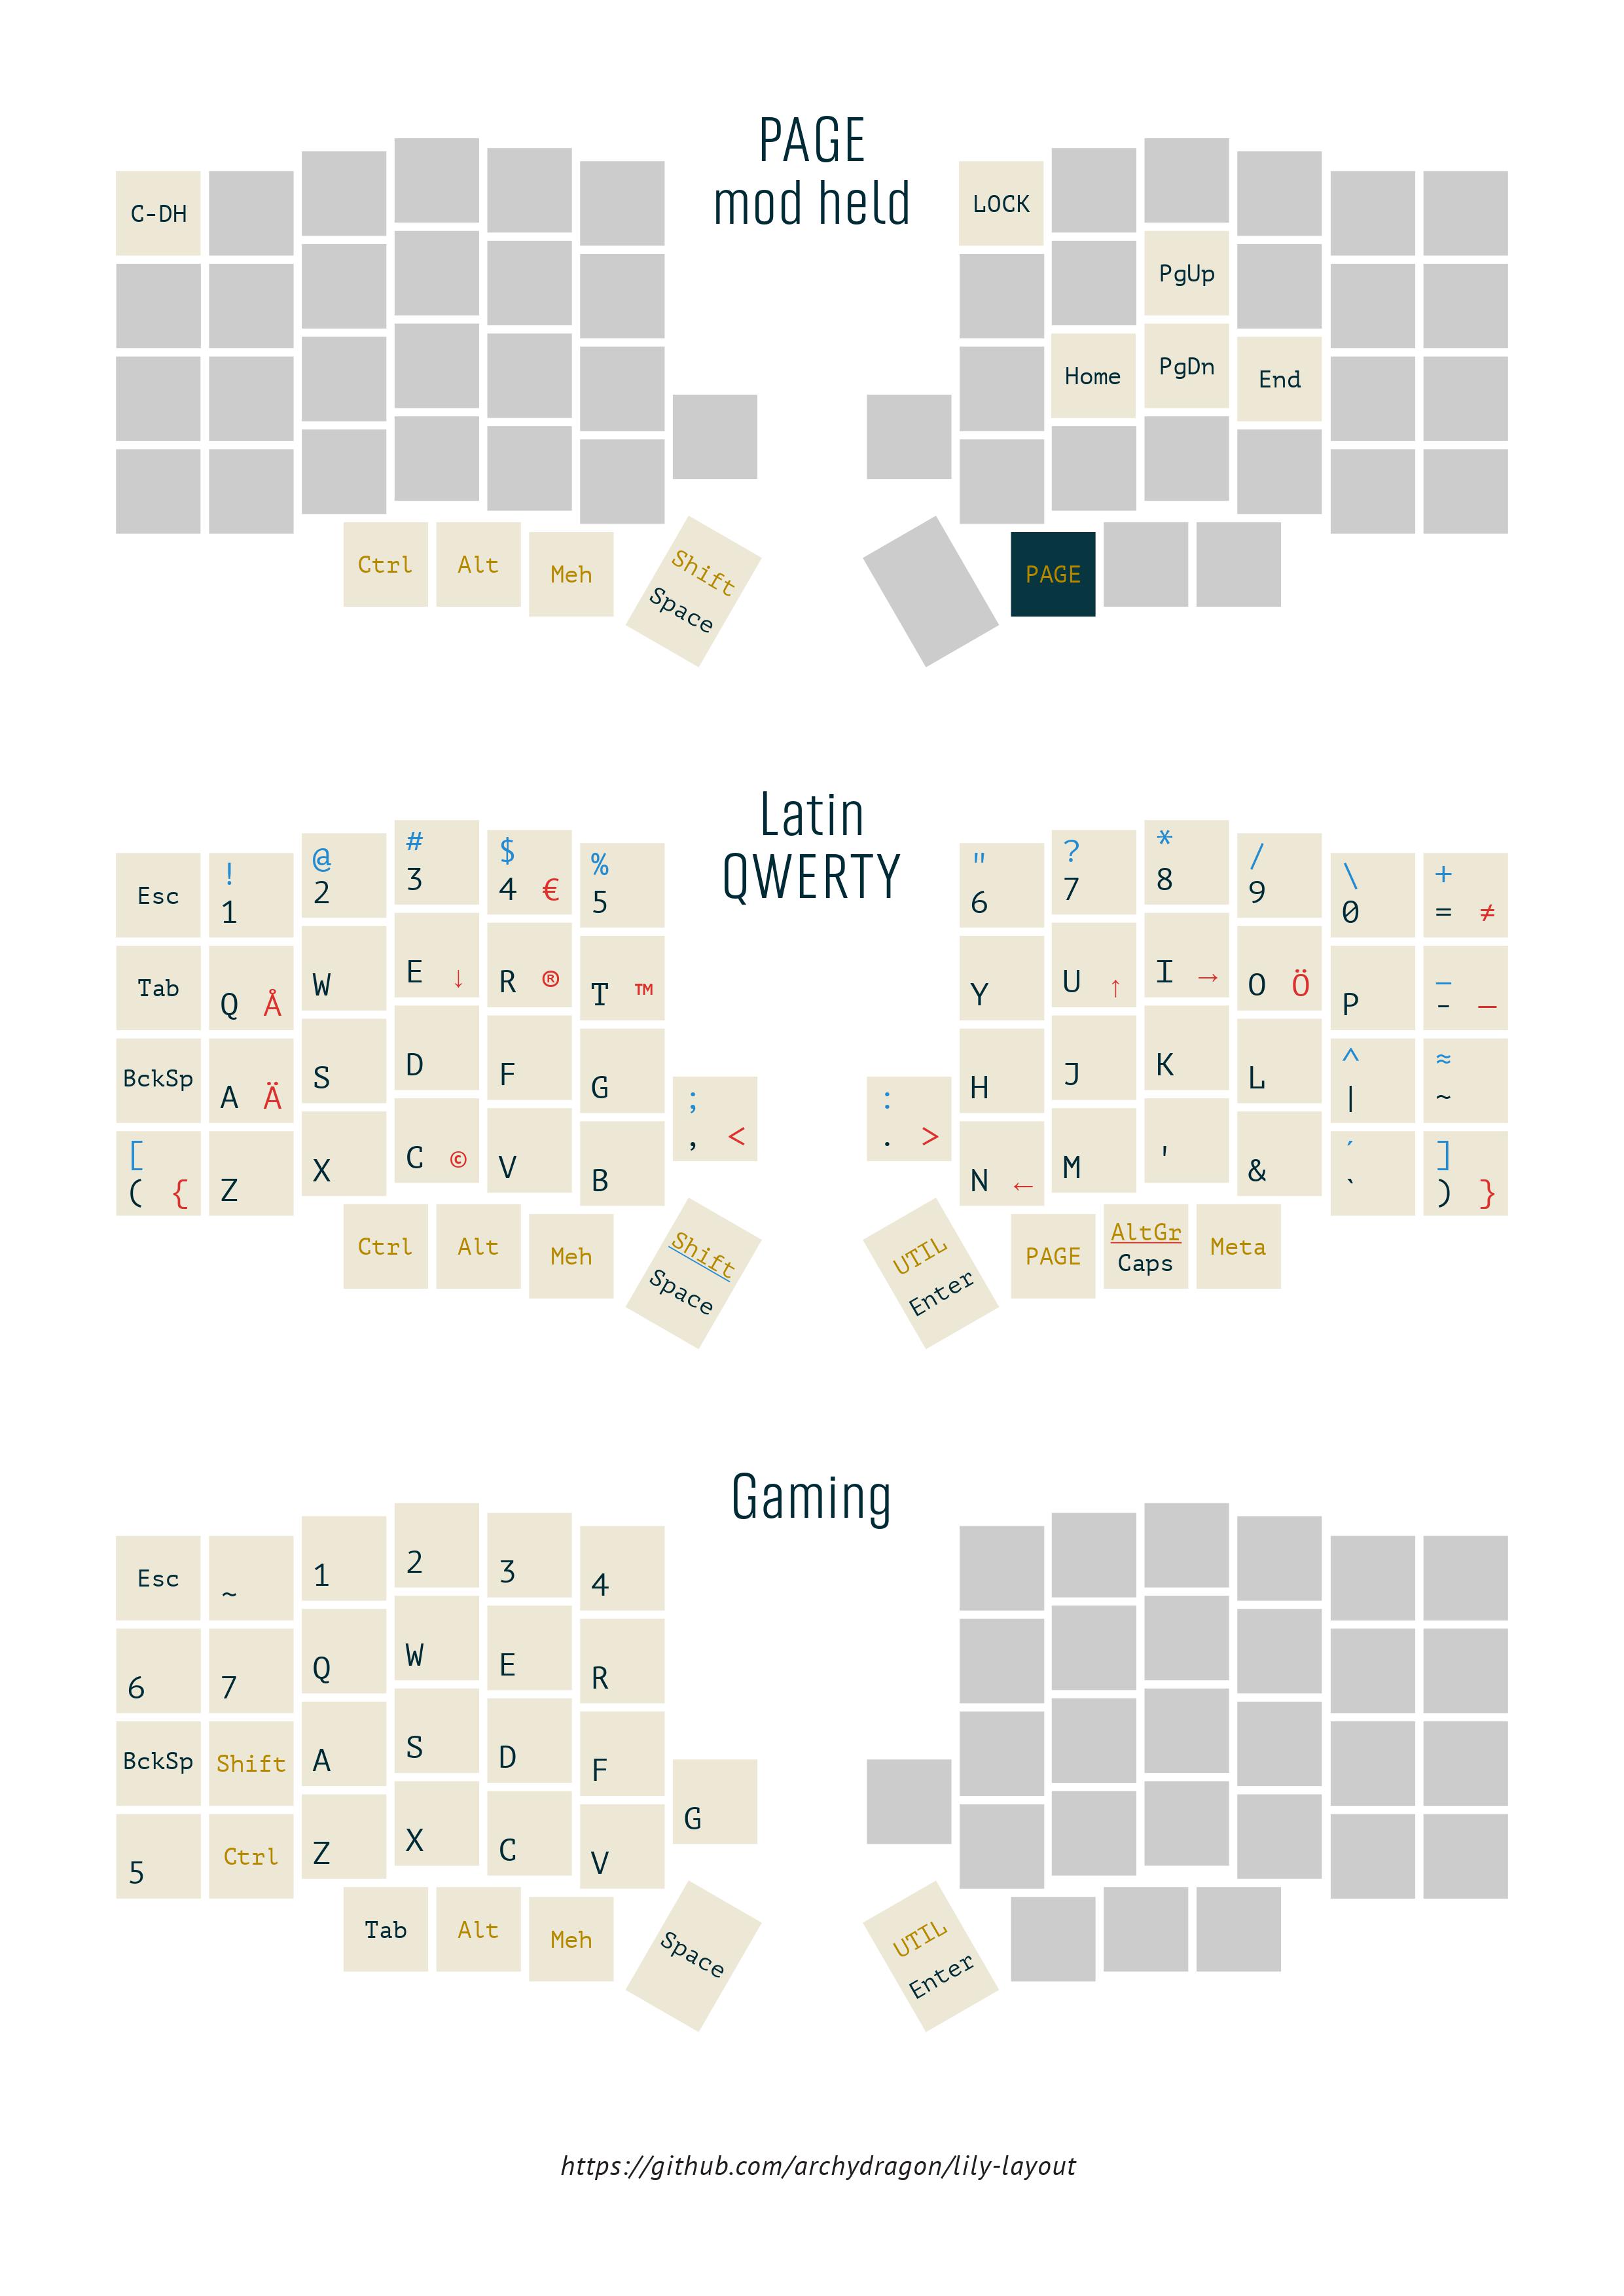 PAGE
mod held
C-DH
LOCK
PgUp
Home PgDn End
Ctrl Alt Meh Shift
Space
PAGE
Latin
QWERTY
Esc ! 1 @ 2 # 3 $ 4 € % 5
" 6 ? 7 * 8 / 9 \ 0 + = ≠
Tab Q Å W E ↓ R ® T ™
Y U ↑ I → O Ö P _ - —
BckSp A Ä S D F G ; , <
: . > H J K L ^ | ≈ ~
[ ( { Z X C © V B
N ← M ' & ´ ` ] ) }
Ctrl Alt Meh Shift
Space
UTIL
Enter
PAGE AltGr
Caps
Meta
Gaming
Esc ~ 1 2 3 4
6 7 Q W E R
BckSp Shift A S D F G
5 Ctrl Z X C V
Tab Alt Meh Space
UTIL
Enter
https://github.com/archydragon/lily-layout